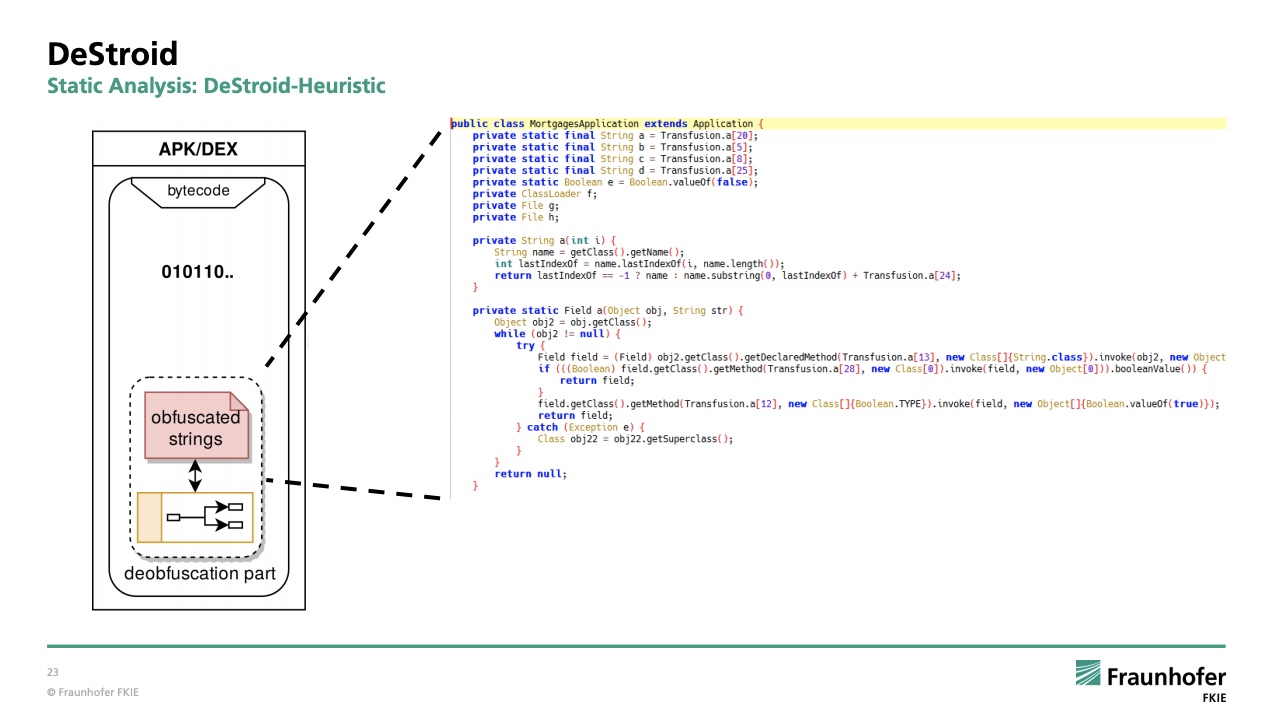 DeStroid
Static Analysis: DeStroid-Heuristic
APK/DEX
bytecode
010110..
obfuscated
strings
deobfuscation part
public class MortgagesApplication extends Application {
    private static final String a = Transfusion.a[20];
    private static final String b = Transfusion.a[5];
    private static final String c = Transfusion.a[8];
    private static final String d = Transfusion.a[25];
    private static Boolean e = Boolean.valueOf(false);
    private ClassLoader f;
    private File g;
    private File h;
    private String a(int i) {
        String name = getClass().getName();
        int lastIndexOf = name.lastIndexOf(i, name.length());
        return lastIndexOf == -1 ? name : name.substring(0, lastIndexOf) + Transfusion.a[24];
    }
    private static Field a(Object obj, String str) {
        Object obj2 = obj.getClass();
        while (obj2 != null) {
            try {
                Field field = (Field) obj2.getClass().getDeclaredMethod(Transfusion.a[13], new Class[]{String.class}).invoke(obj2, new Object
                if (((Boolean) field.getClass().getMethod(Transfusion.a[28], new Class[0]).invoke(field, new Object[0])).booleanValue()) {
                    return field;
                }
                field.getClass().getMethod(Transfusion.a[12], new Class[]{Boolean.TYPE}).invoke(field, new Object[]{Boolean.valueOf(true)});
                return field;
            } catch (Exception e) {
                Class obj22 = obj22.getSuperclass();
            }
        }
        return null;
    }
23
© Fraunhofer FKIE
Fraunhofer
FKIE